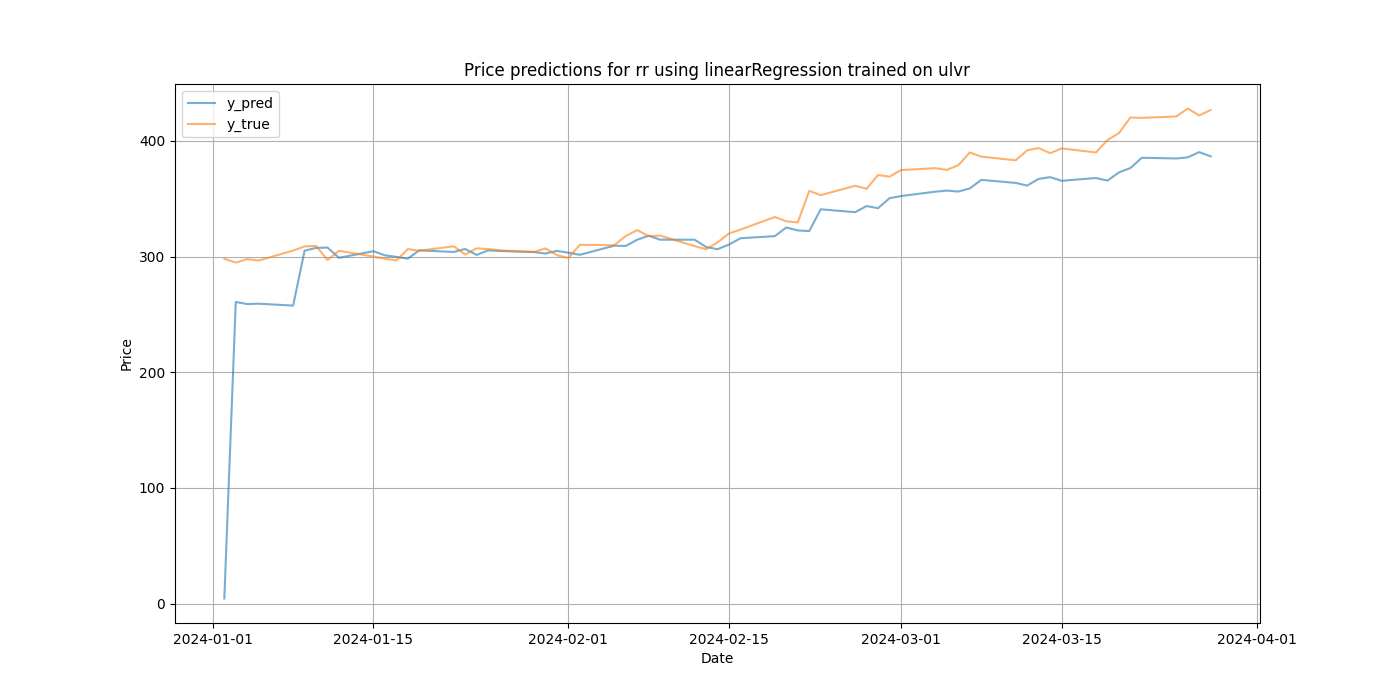 Price predictions for rr using linearRegression trained on ulvr
y_pred
y_true
400
300
200
100
0
Price
2024-01-01 2024-01-15 2024-02-01 2024-02-15 2024-03-01 2024-03-15 2024-04-01
Date